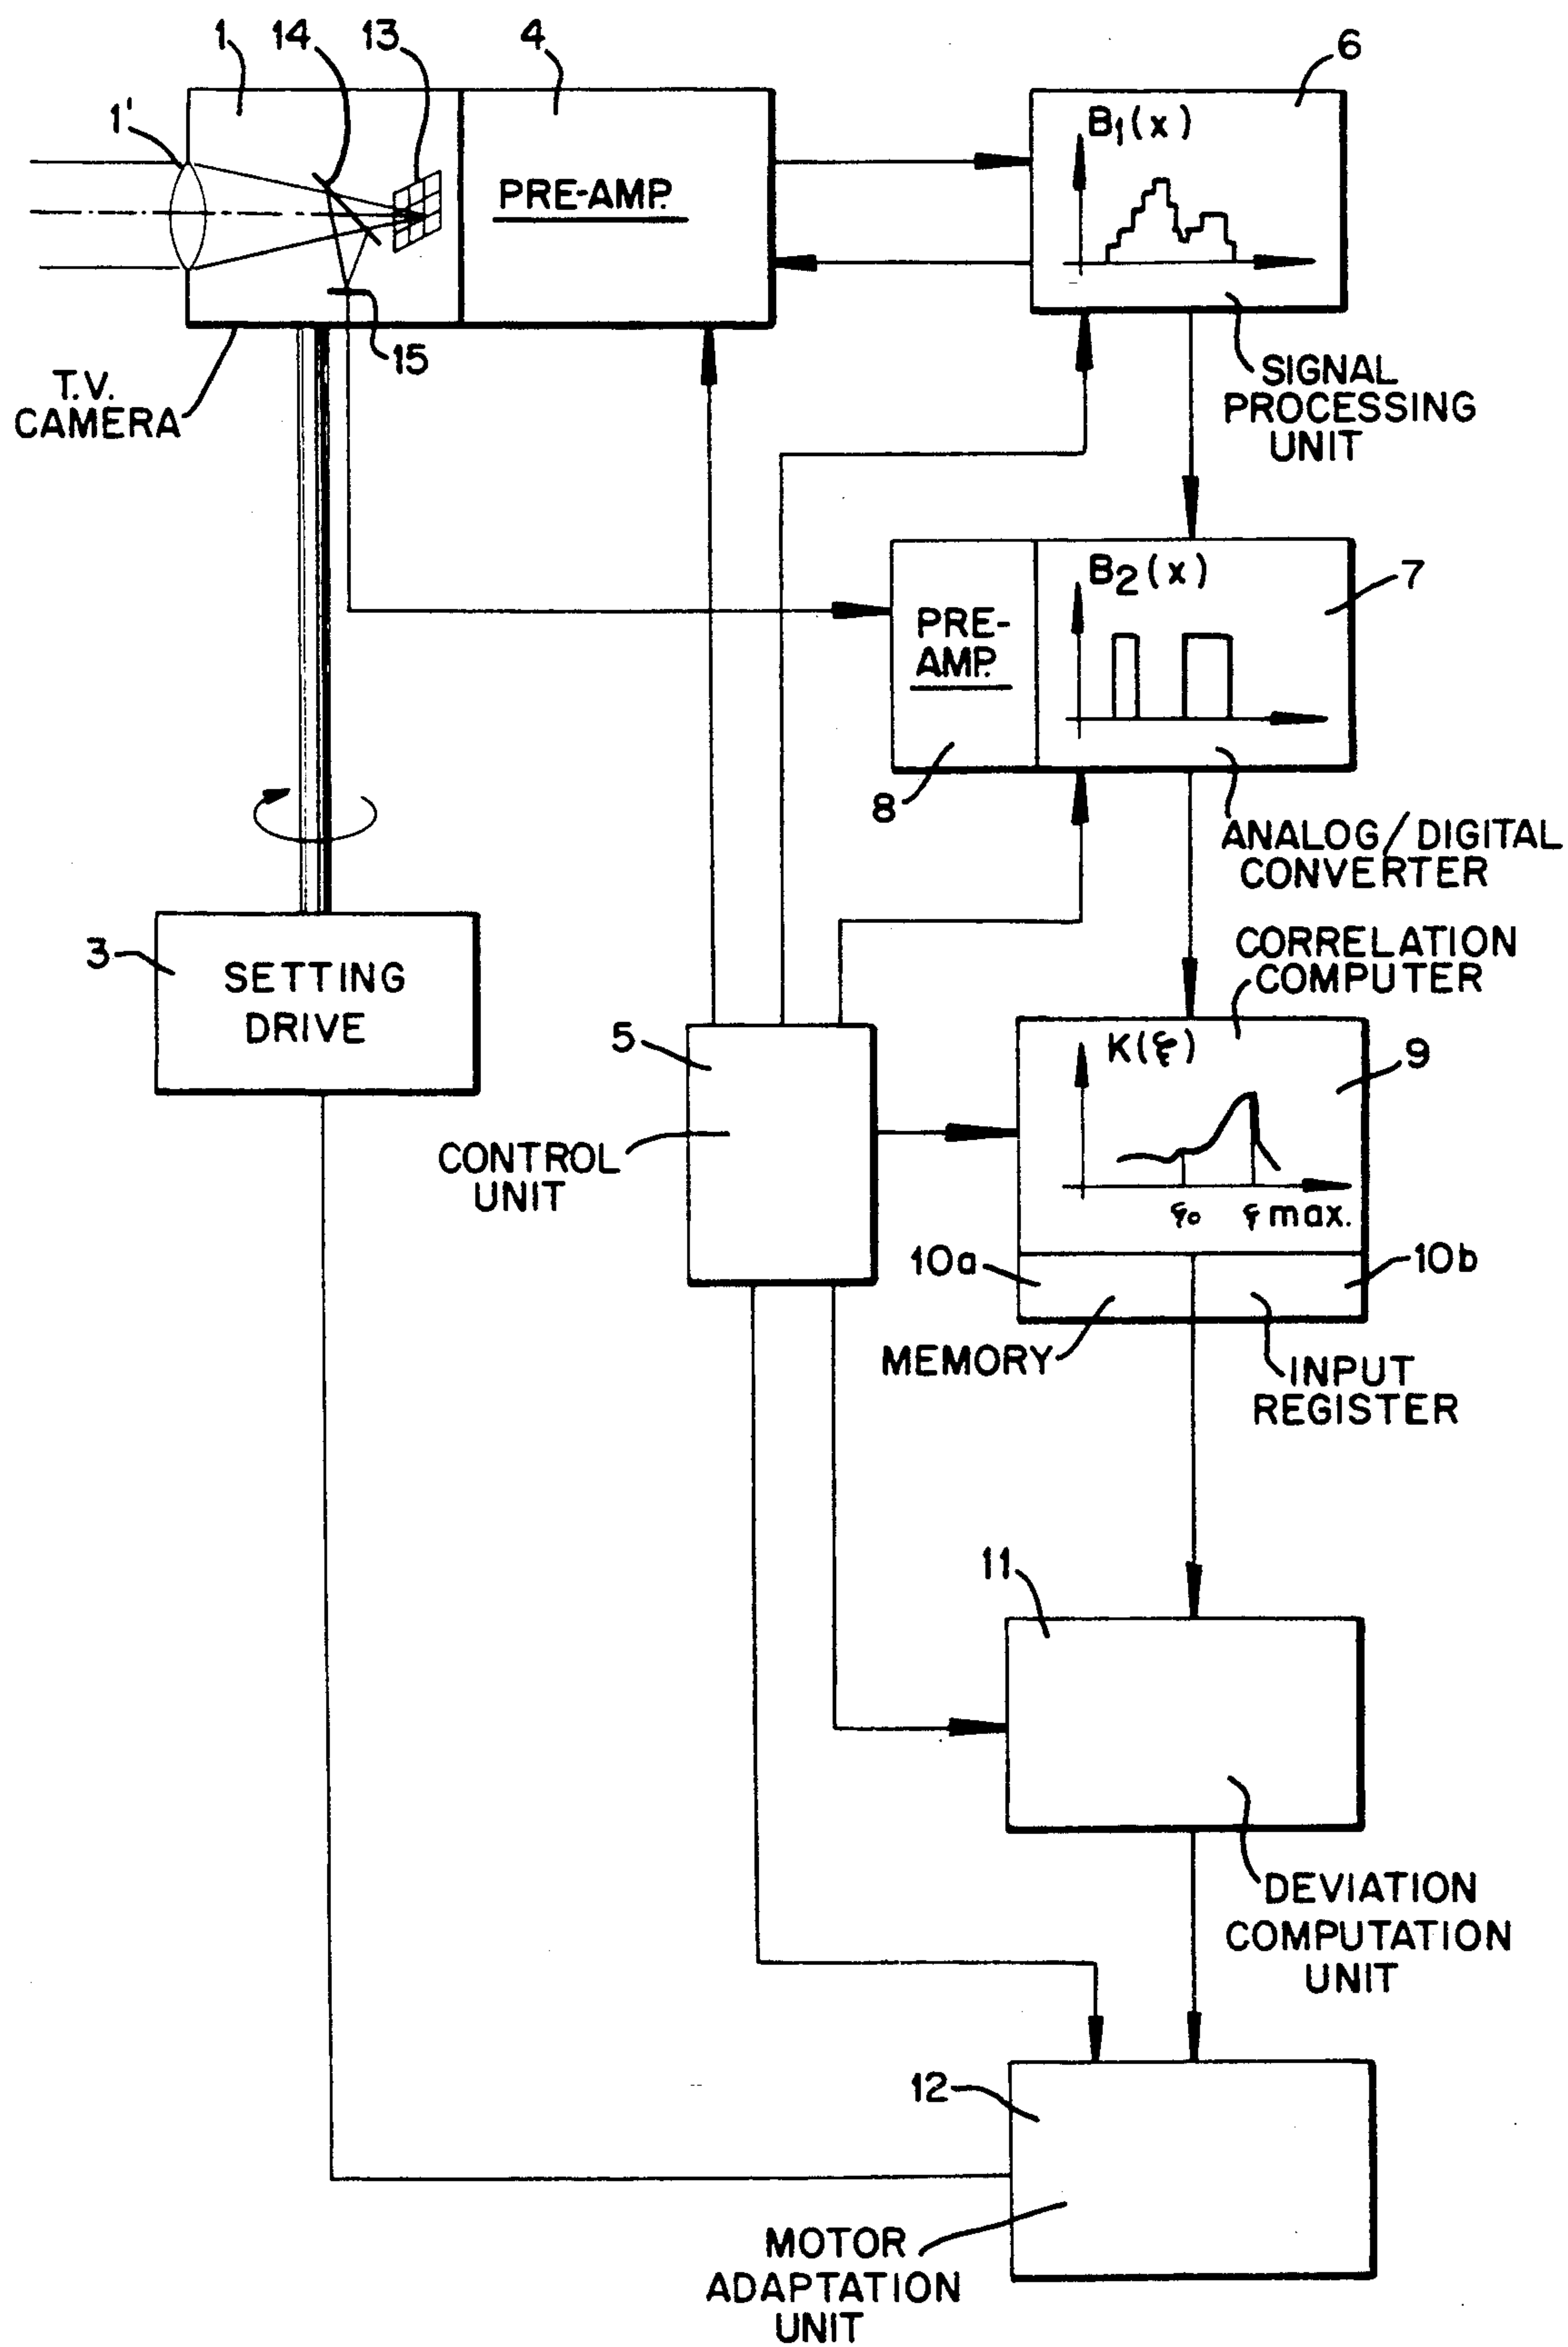 1
14
13
4
6
1'
B1(x)
PRE-AMP.
15
T.V.
CAMERA
SIGNAL
PROCESSING
UNIT
B2(x)
7
PRE-
AMP.
8
ANALOG/DIGITAL
CONVERTER
3
SETTING
DRIVE
CORRELATION
COMPUTER
5
K(ξ)
9
CONTROL
UNIT
ξo
ξ max.
10a
10b
MEMORY
INPUT
REGISTER
11
DEVIATION
COMPUTATION
UNIT
12
MOTOR
ADAPTATION
UNIT